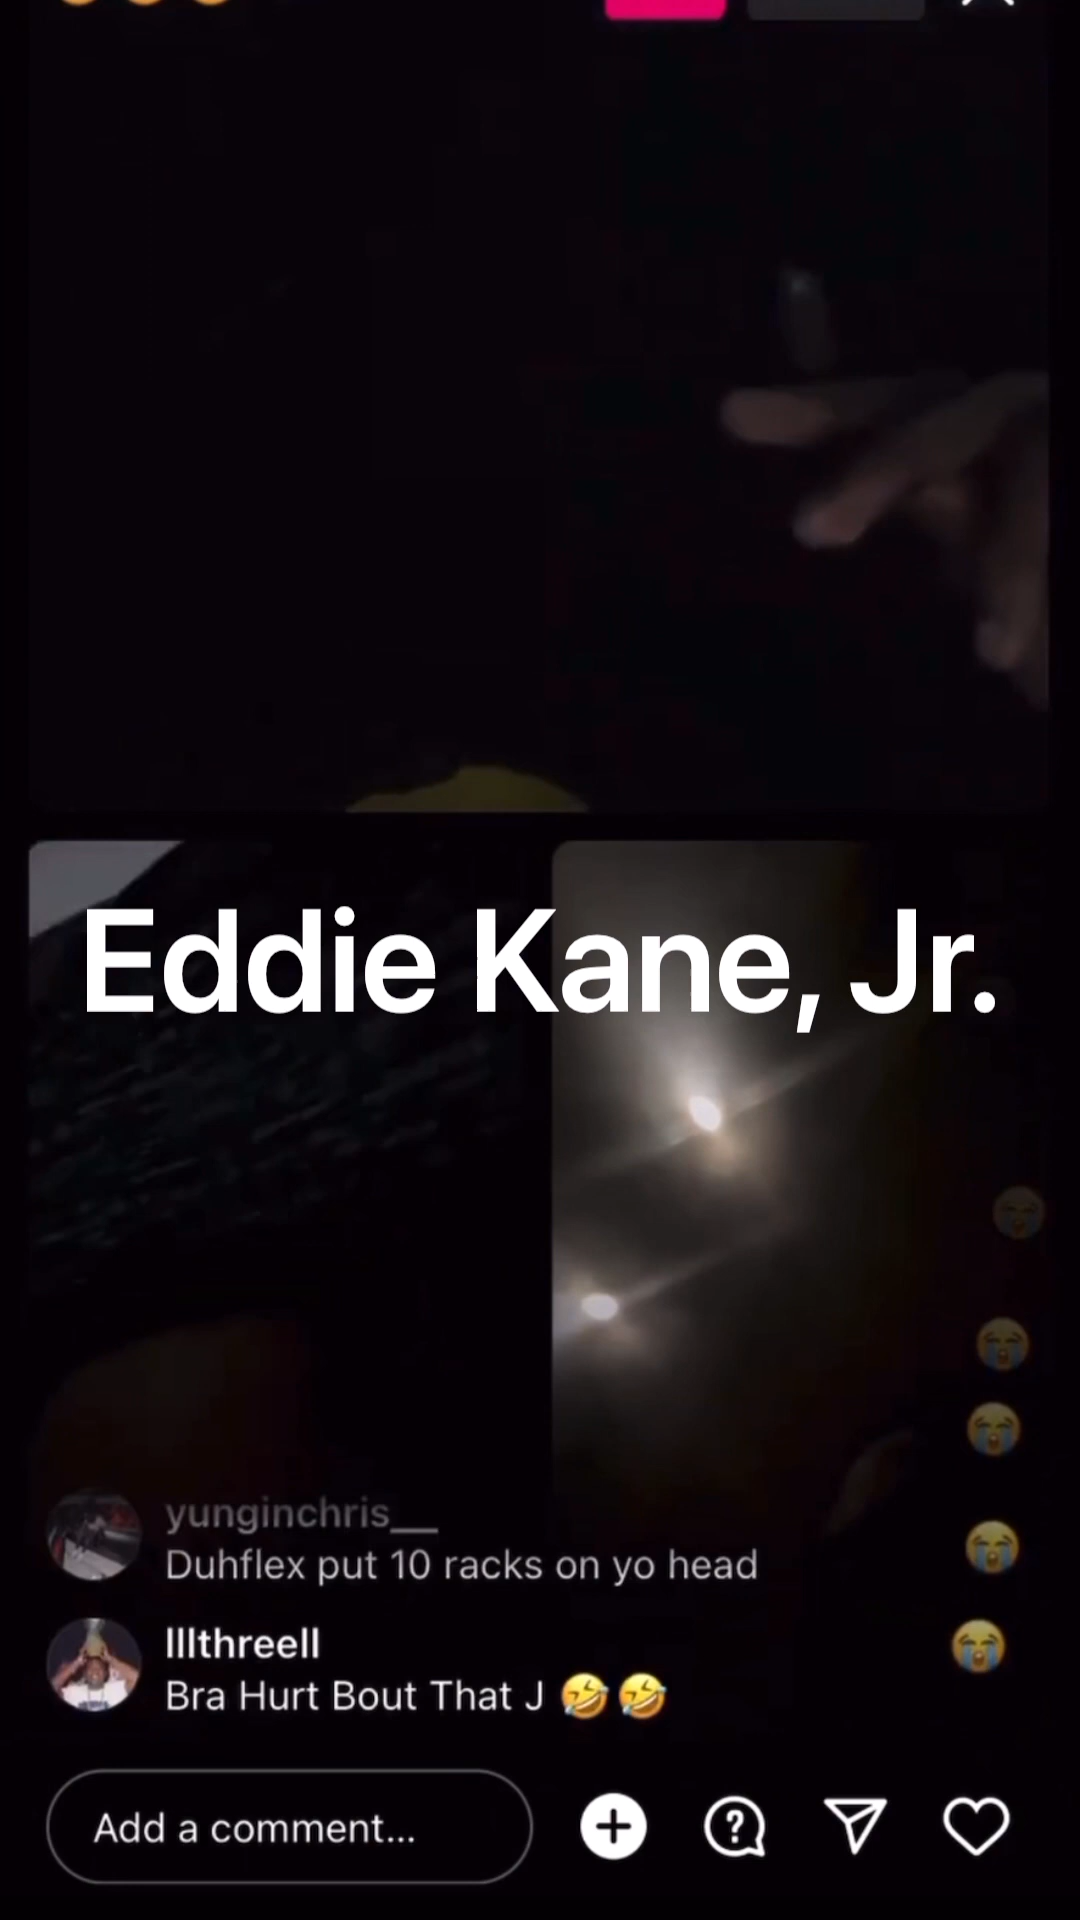 Eddie Kane, Jr.
yunginchris__
Duhflex put 10 racks on yo head
lllthreell
Bra Hurt Bout That J 🤣🤣
Add a comment...